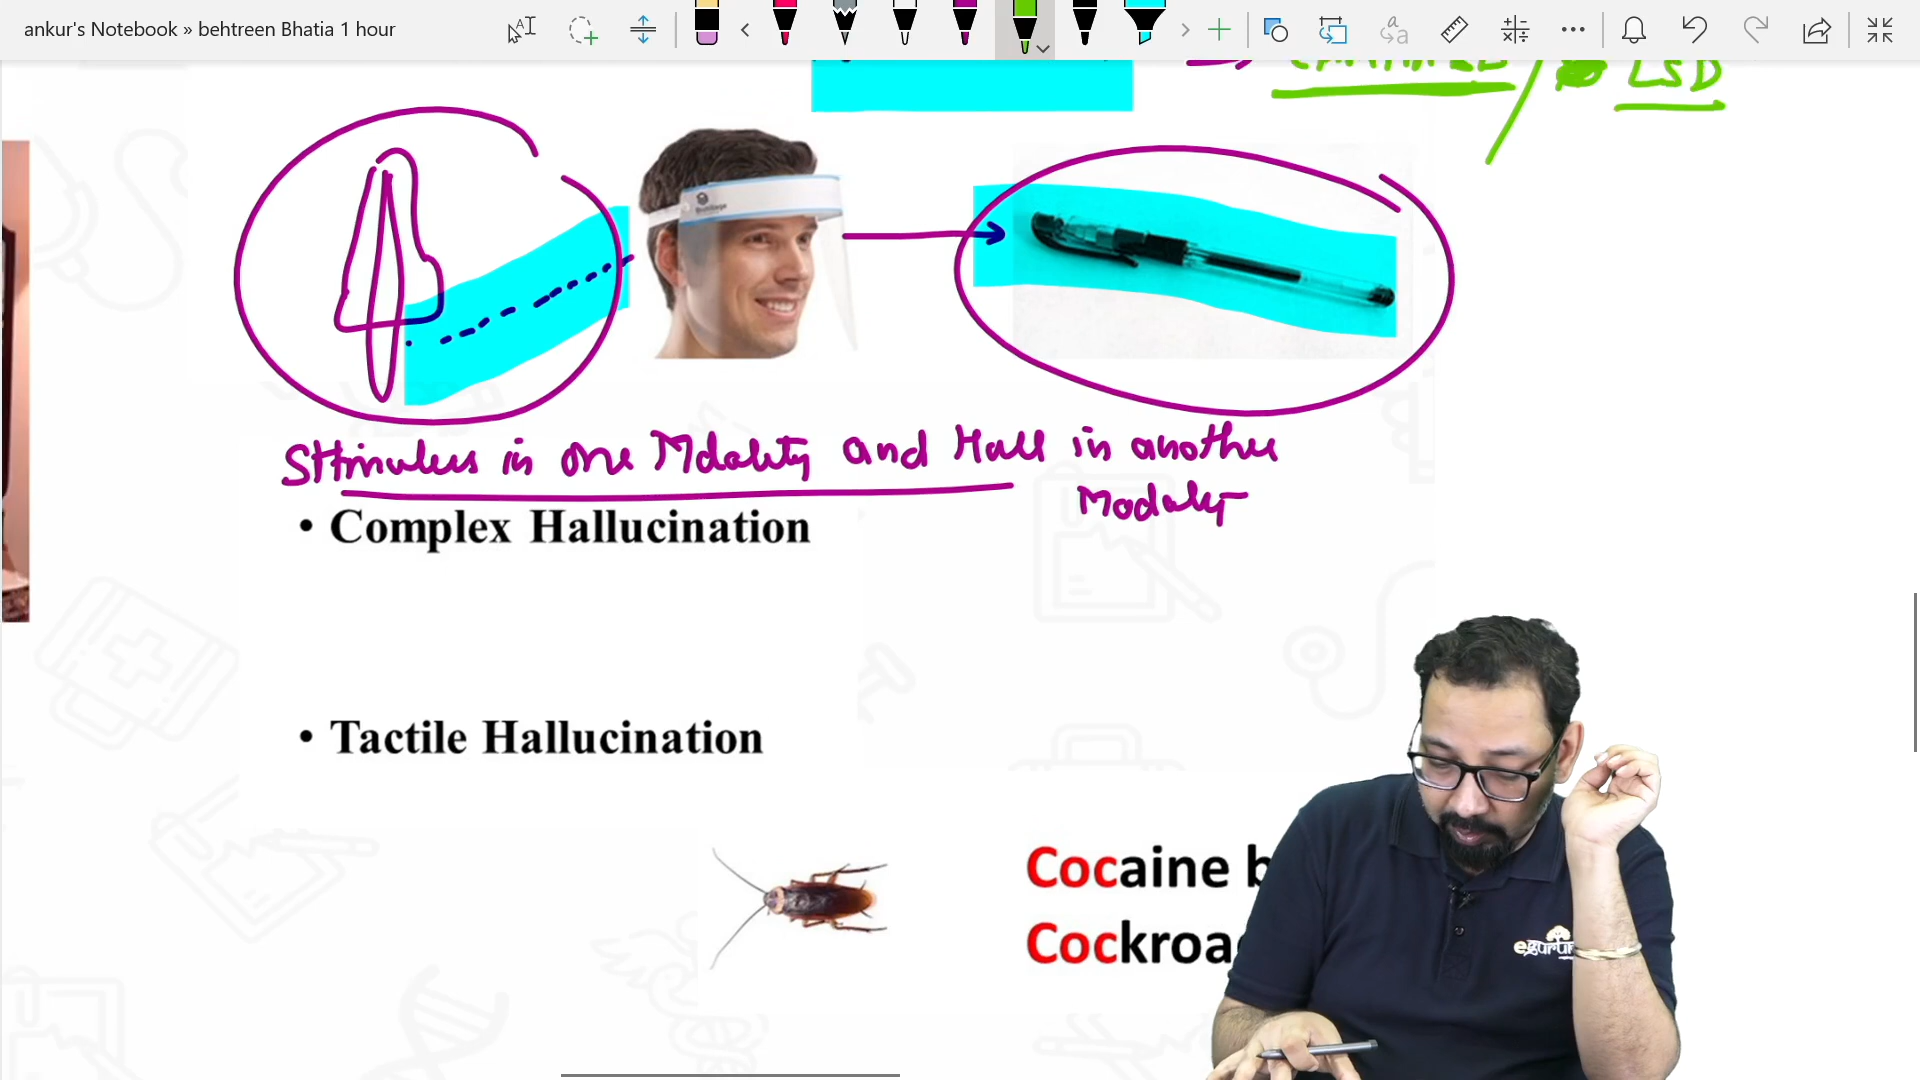 ankur's Notebook » behtreen Bhatia 1 hour
LSD
Stimulus in one Mdality and Hall in another
Modality
• Complex Hallucination
• Tactile Hallucination
Cocaine b
Cockroa